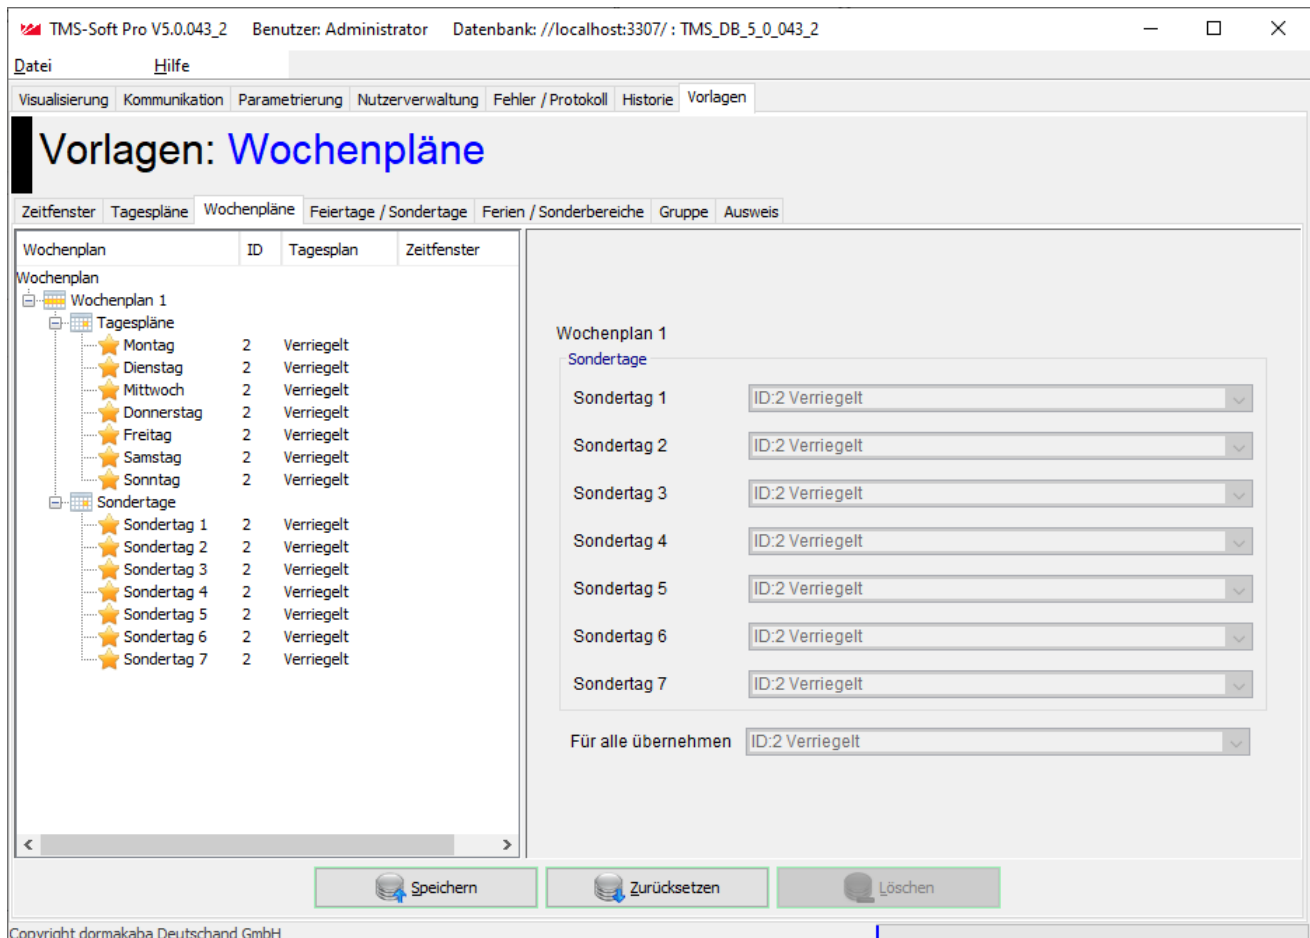 TMS-Soft Pro V5.0.043_2 Benutzer: Administrator Datenbank: //localhost:3307/ : TMS_DB_5_0_043_2
Datei Hilfe
Visualisierung Kommunikation Parametrierung Nutzerverwaltung Fehler / Protokoll Historie Vorlagen
Vorlagen: Wochenpläne
Zeitfenster Tagespläne Wochenpläne Feiertage / Sondertage Ferien / Sonderbereiche Gruppe Ausweis
Wochenplan ID Tagesplan Zeitfenster
Wochenplan
Wochenplan 1
Tagespläne
Montag 2 Verriegelt
Dienstag 2 Verriegelt
Mittwoch 2 Verriegelt
Donnerstag 2 Verriegelt
Freitag 2 Verriegelt
Samstag 2 Verriegelt
Sonntag 2 Verriegelt
Sondertage
Sondertag 1 2 Verriegelt
Sondertag 2 2 Verriegelt
Sondertag 3 2 Verriegelt
Sondertag 4 2 Verriegelt
Sondertag 5 2 Verriegelt
Sondertag 6 2 Verriegelt
Sondertag 7 2 Verriegelt
Wochenplan 1
Sondertage
Sondertag 1 ID:2 Verriegelt
Sondertag 2 ID:2 Verriegelt
Sondertag 3 ID:2 Verriegelt
Sondertag 4 ID:2 Verriegelt
Sondertag 5 ID:2 Verriegelt
Sondertag 6 ID:2 Verriegelt
Sondertag 7 ID:2 Verriegelt
Für alle übernehmen ID:2 Verriegelt
Speichern Zurücksetzen Löschen
Copyright dormakaba Deutschand GmbH